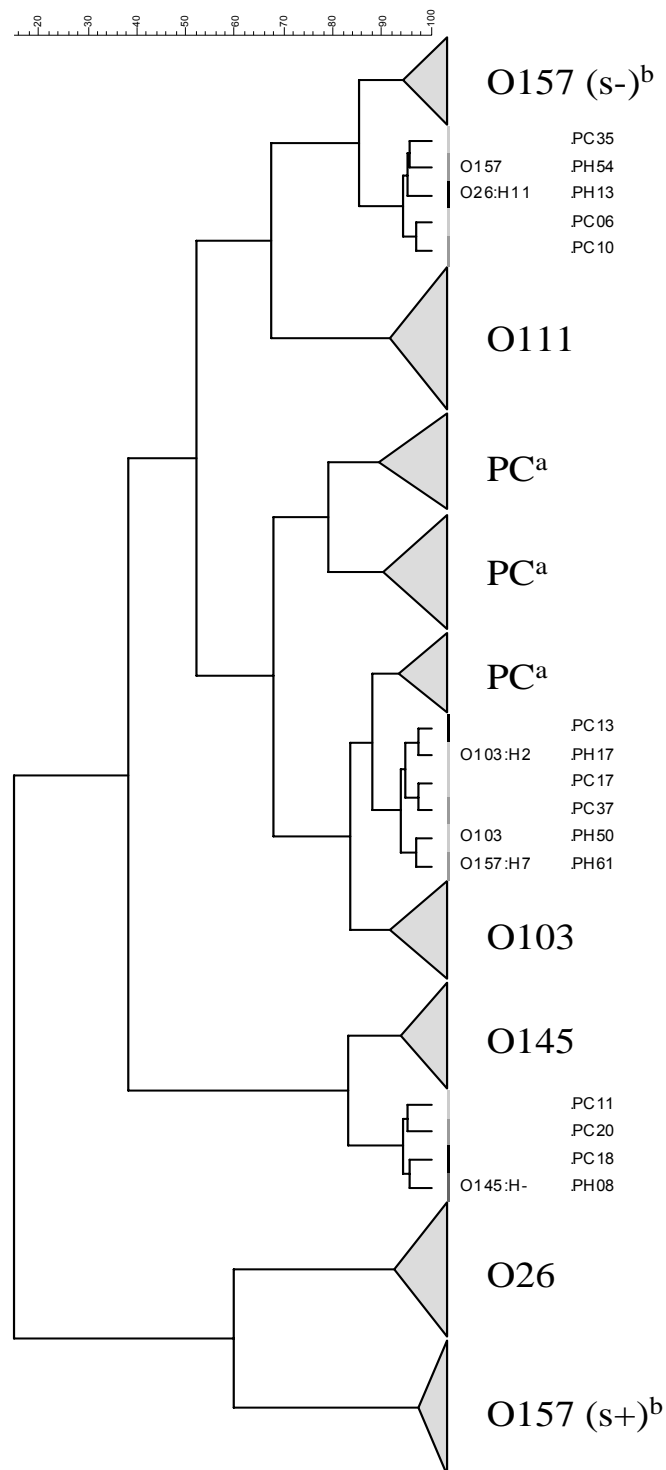 20 30 40 50 60 70 80 90 100
O157 (s-)ᵇ
.PC35
O157 .PH54
O26:H11 .PH13
.PC06
.PC10
O111
PCᵃ
PCᵃ
PCᵃ
.PC13
O103:H2 .PH17
.PC17
.PC37
O103 .PH50
O157:H7 .PH61
O103
O145
.PC11
.PC20
.PC18
O145:H- .PH08
O26
O157 (s+)ᵇ